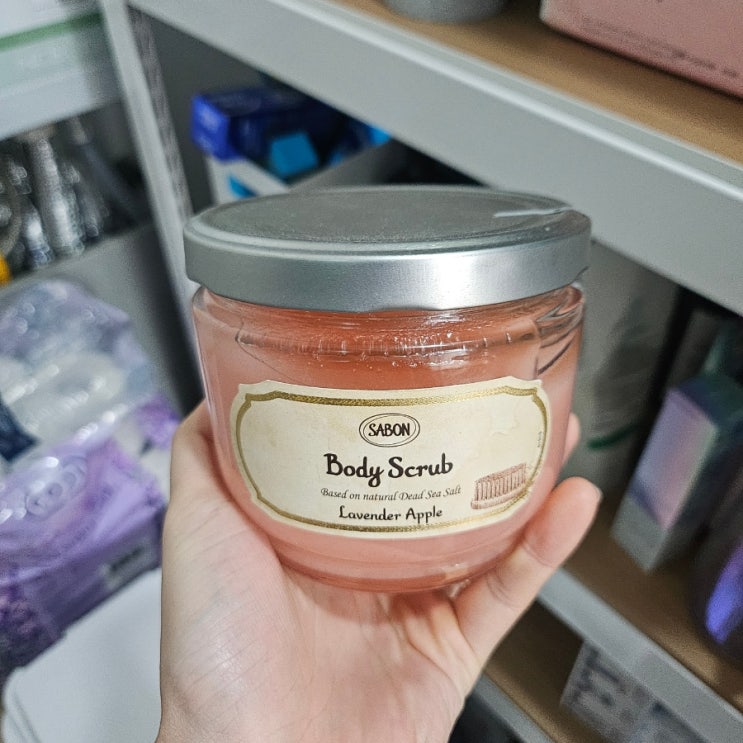 SABON
Body Scrub
Based on natural Dead Sea Salt
Lavender Apple